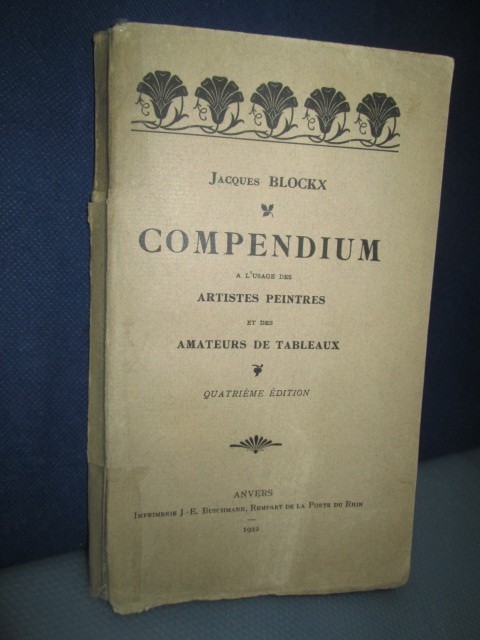 Jacques BLOCKX
COMPENDIUM
A L'USAGE DES
ARTISTES PEINTRES
ET DES
AMATEURS DE TABLEAUX
QUATRIÈME ÉDITION
ANVERS
Imprimerie J.-E. Buschmann, Rempart de la Porte du Rhin
1922